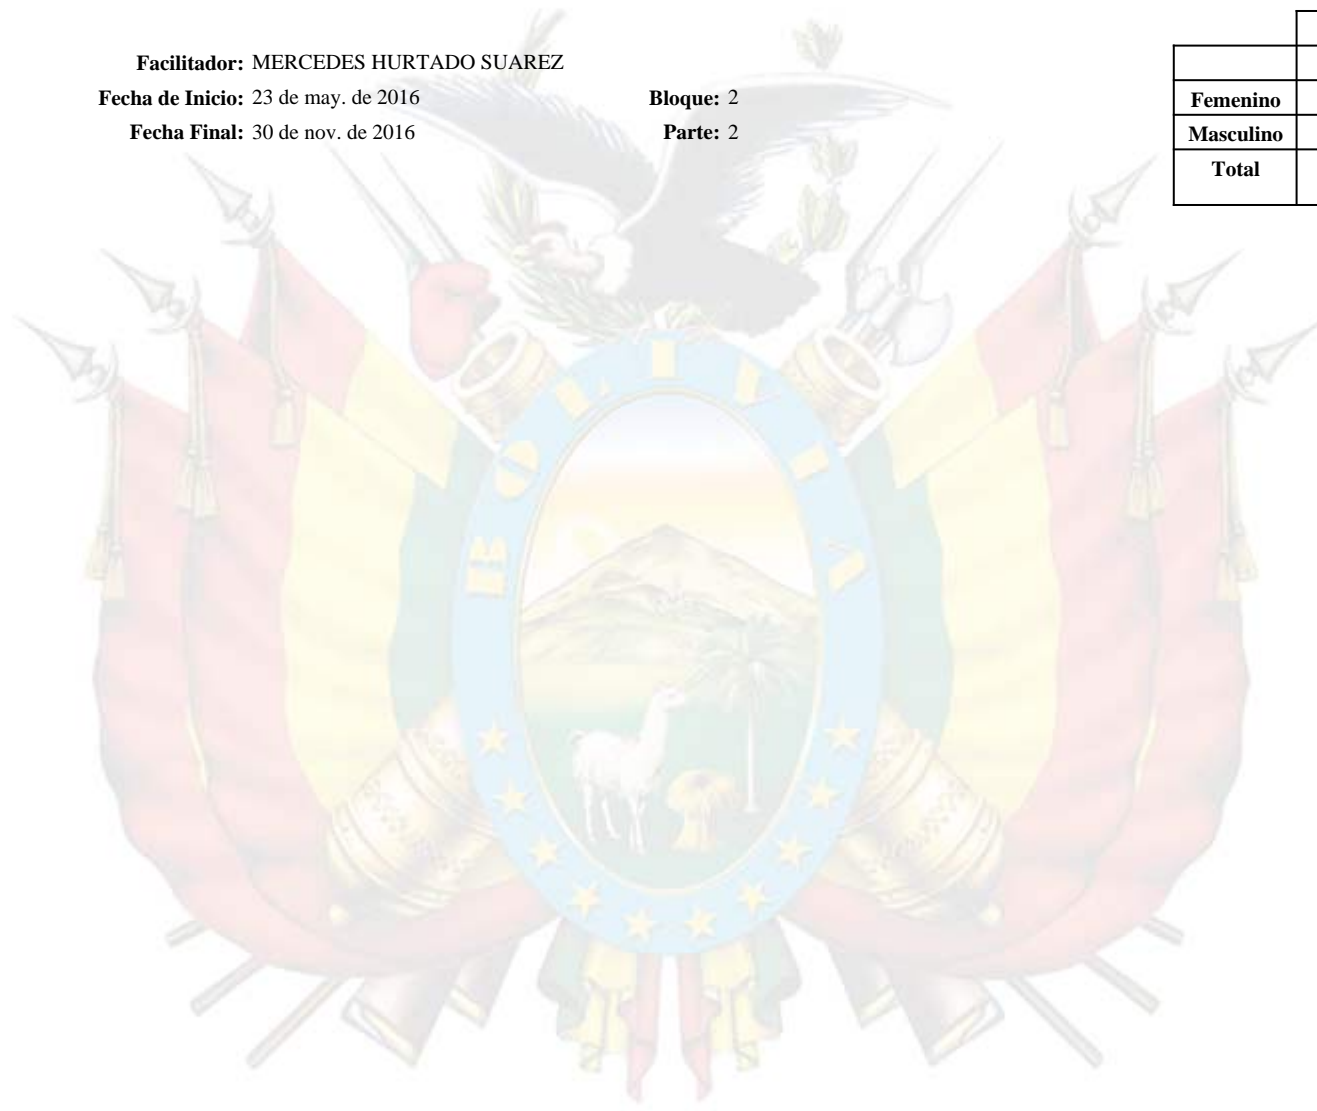 Facilitador: MERCEDES HURTADO SUAREZ
Fecha de Inicio: 23 de may. de 2016 Bloque: 2
Fecha Final: 30 de nov. de 2016 Parte: 2
Femenino
Masculino
Total
BOLIVIA